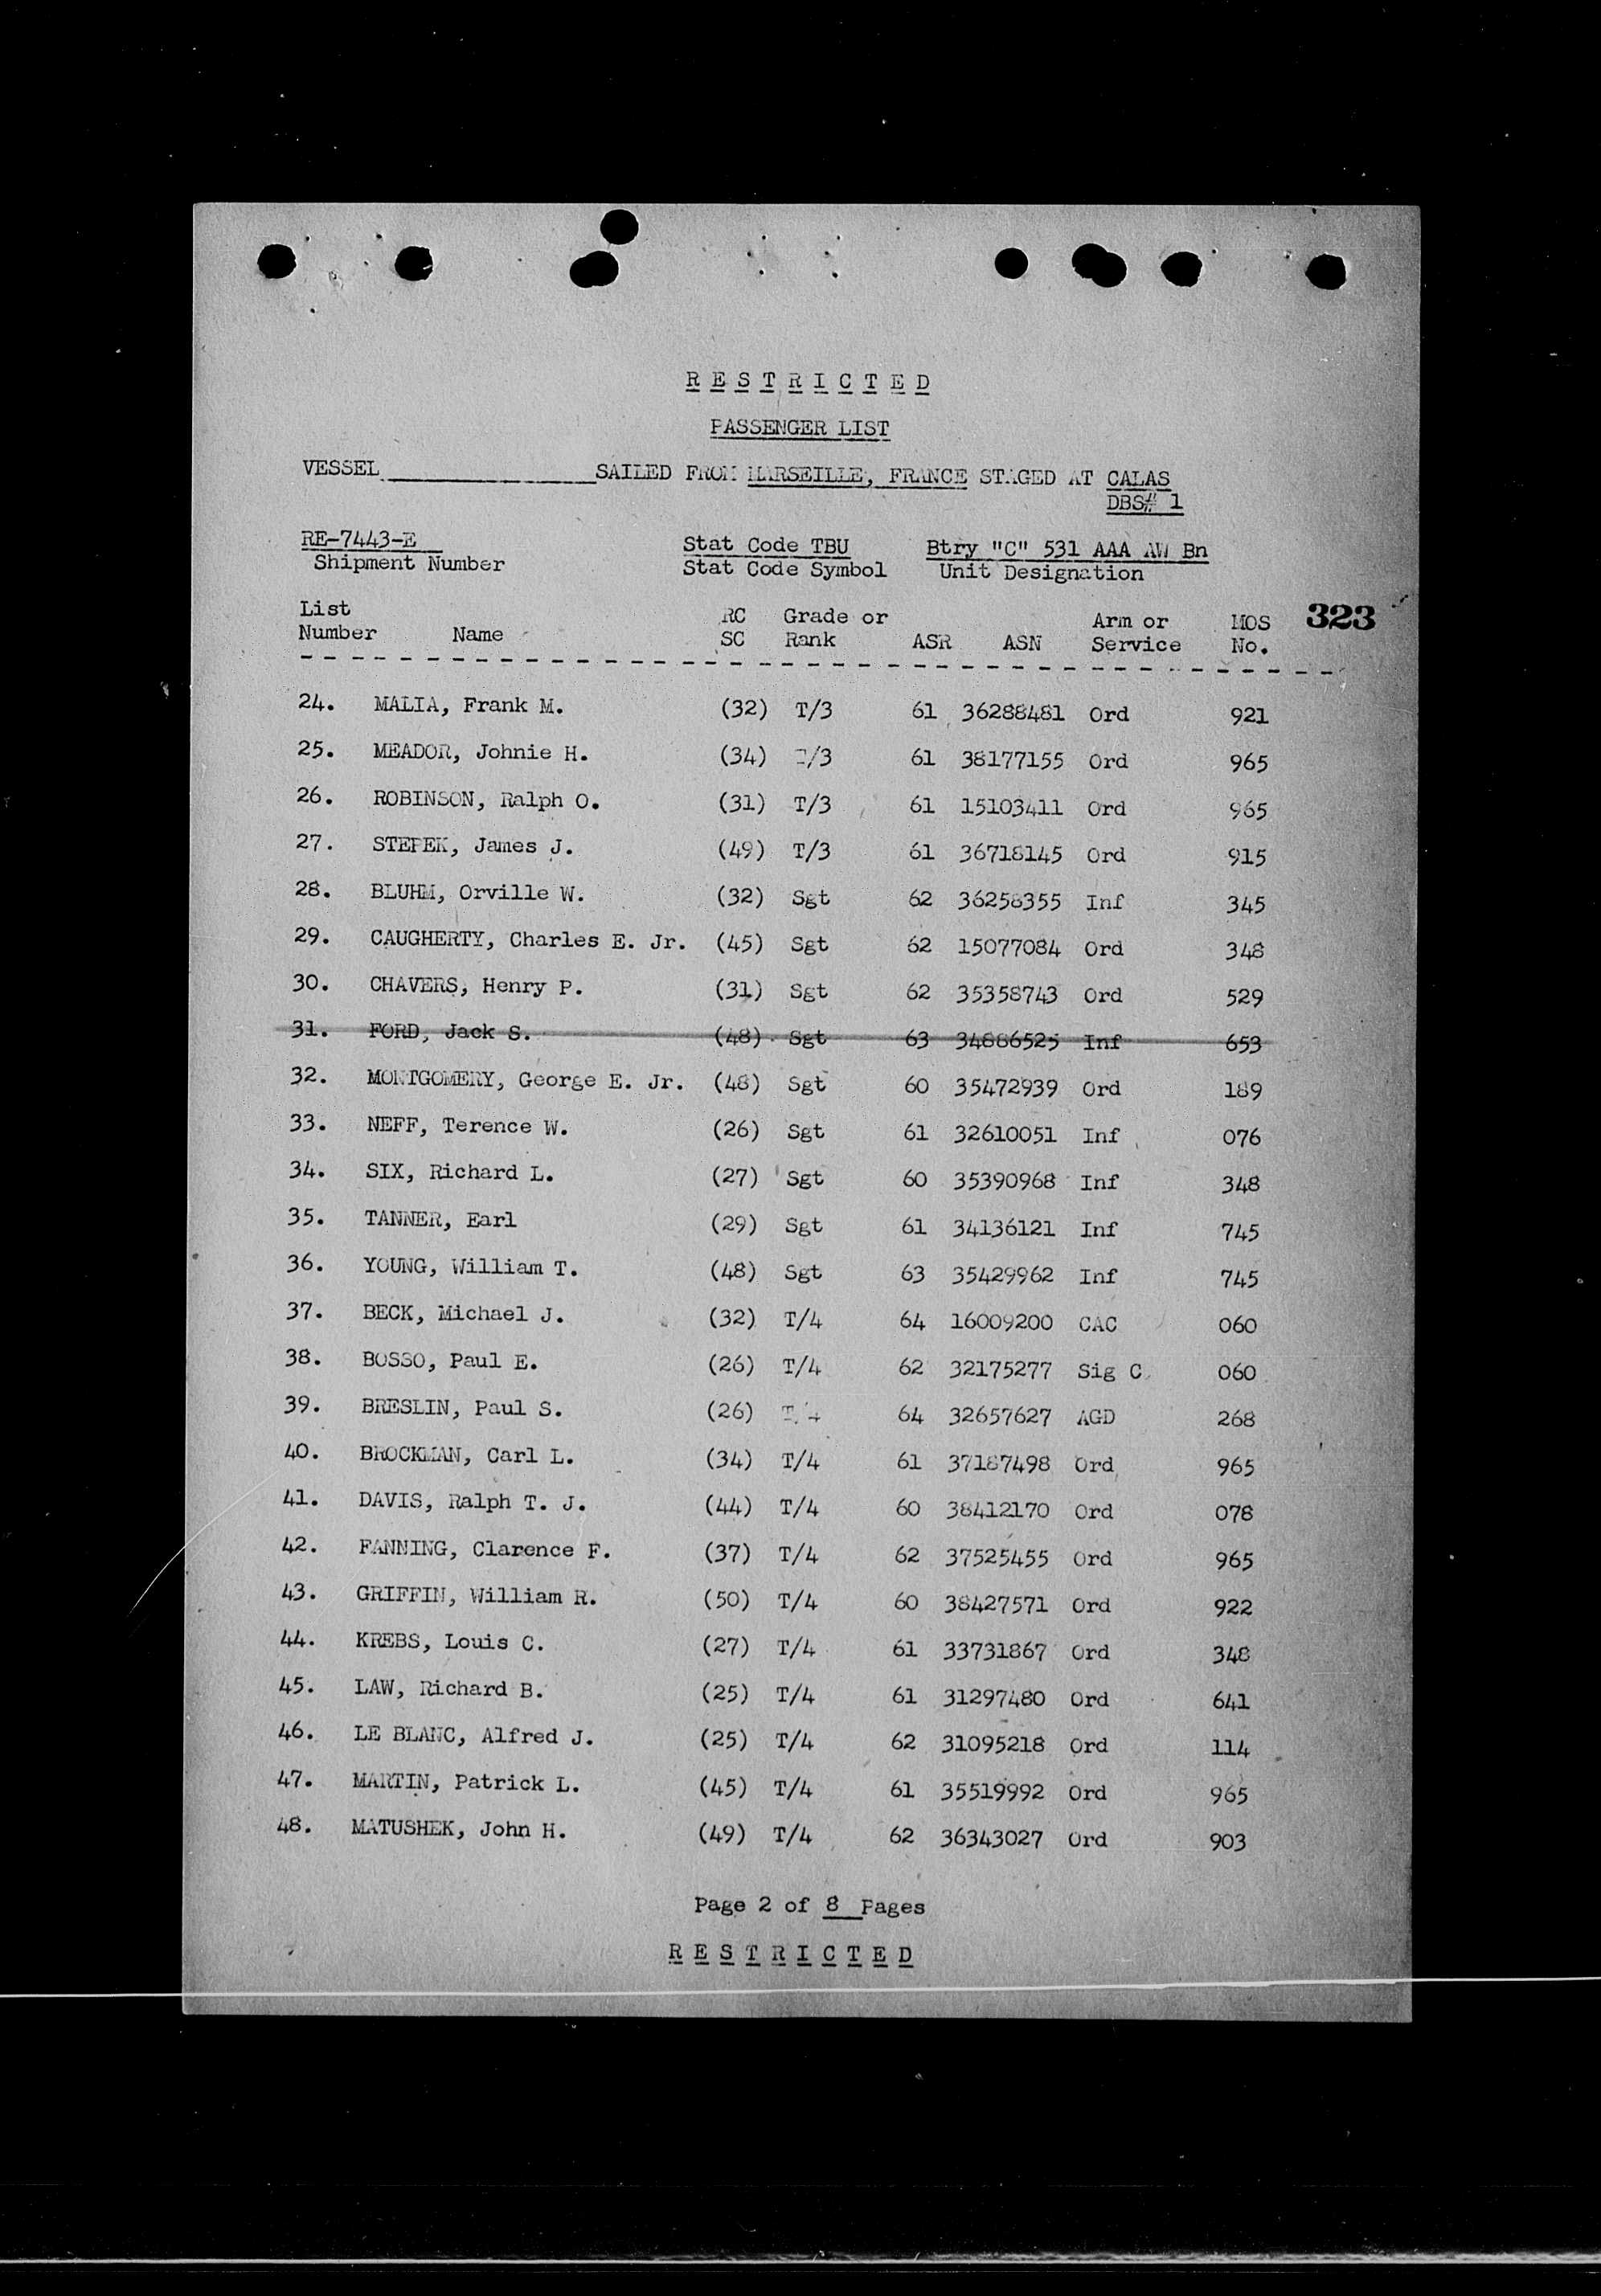 R E S T R I C T E D
PASSENGER LIST
VESSEL SAILED FROM MARSEILLE, FRANCE STAGED AT CALAS
DBS# 1
RE-7443-E Stat Code TBU Btry "C" 531 AAA AW Bn
Shipment Number Stat Code Symbol Unit Designation
323
List RC Grade or Arm or MOS
Number Name SC Rank ASR ASN Service No.
24. MALIA, Frank M. (32) T/3 61 36288481 Ord 921
25. MEADOR, Johnie H. (34) T/3 61 38177155 Ord 965
26. ROBINSON, Ralph O. (31) T/3 61 15103411 Ord 965
27. STEPEK, James J. (49) T/3 61 36718145 Ord 915
28. BLUHM, Orville W. (32) Sgt 62 36258355 Inf 345
29. CAUGHERTY, Charles E. Jr. (45) Sgt 62 15077084 Ord 348
30. CHAVERS, Henry P. (31) Sgt 62 35358743 Ord 529
31. FORD, Jack S. (48) Sgt 63 34886525 Inf 653
32. MONTGOMERY, George E. Jr. (48) Sgt 60 35472939 Ord 189
33. NEFF, Terence W. (26) Sgt 61 32610051 Inf 076
34. SIX, Richard L. (27) Sgt 60 35390968 Inf 348
35. TANNER, Earl (29) Sgt 61 34136121 Inf 745
36. YOUNG, William T. (48) Sgt 63 35429962 Inf 745
37. BECK, Michael J. (32) T/4 64 16009200 CAC 060
38. BOSSO, Paul E. (26) T/4 62 32175277 Sig C 060
39. BRESLIN, Paul S. (26) T/4 64 32657627 AGD 268
40. BROCKMAN, Carl L. (34) T/4 61 37187498 Ord 965
41. DAVIS, Ralph T. J. (44) T/4 60 38412170 Ord 078
42. FANNING, Clarence F. (37) T/4 62 37525455 Ord 965
43. GRIFFIN, William R. (50) T/4 60 38427571 Ord 922
44. KREBS, Louis C. (27) T/4 61 33731867 Ord 348
45. LAW, Richard B. (25) T/4 61 31297480 Ord 641
46. LE BLANC, Alfred J. (25) T/4 62 31095218 Ord 114
47. MARTIN, Patrick L. (45) T/4 61 35519992 Ord 965
48. MATUSHEK, John H. (49) T/4 62 36343027 Ord 903
Page 2 of 8 Pages
R E S T R I C T E D